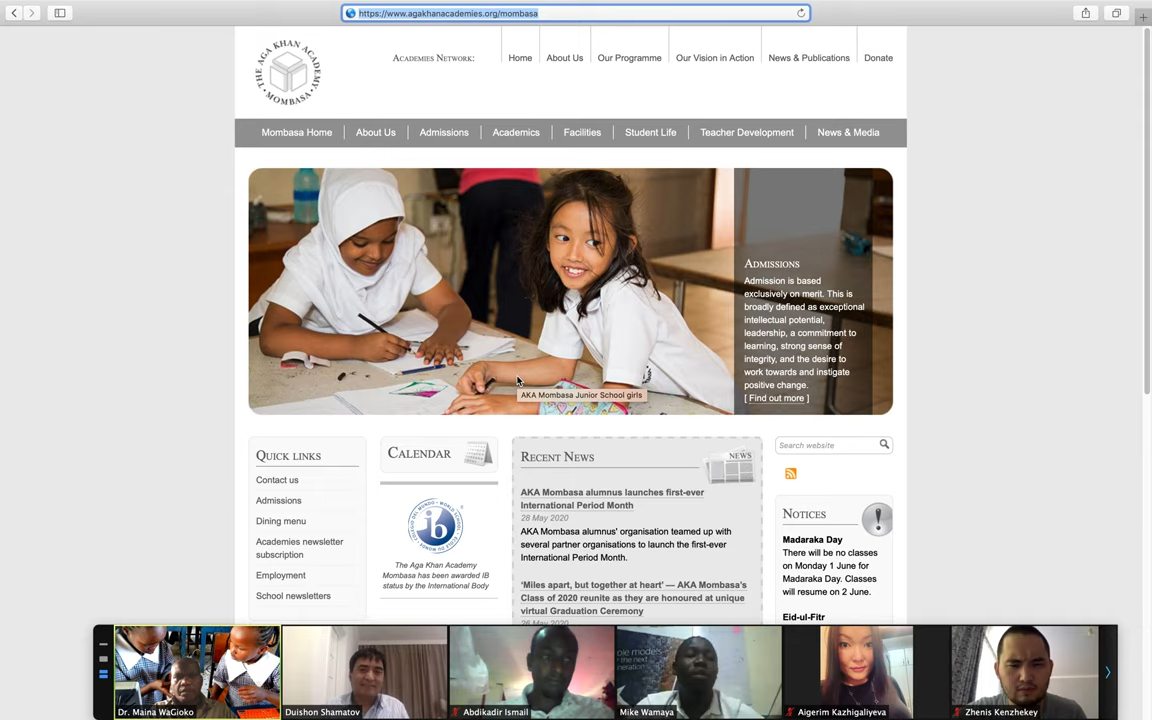 https://www.agakhanacademies.org/mombasa
THE AGA KHAN ACADEMY
MOMBASA
Academies Network:
Home
About Us
Our Programme
Our Vision in Action
News & Publications
Donate
Mombasa Home
About Us
Admissions
Academics
Facilities
Student Life
Teacher Development
News & Media
Admissions
Admission is based
exclusively on merit. This is
broadly defined as exceptional
intellectual potential,
leadership, a commitment to
learning, strong sense of
integrity, and the desire to
work towards and instigate
positive change.
[ Find out more ]
AKA Mombasa Junior School girls
Quick links
Contact us
Admissions
Dining menu
Academies newsletter
subscription
Employment
School newsletters
Calendar
ib
The Aga Khan Academy
Mombasa has been awarded IB
status by the International Body
Recent News
NEWS
AKA Mombasa alumnus launches first-ever
International Period Month
28 May 2020
AKA Mombasa alumnus' organisation teamed up with
several partner organisations to launch the first-ever
International Period Month.
‘Miles apart, but together at heart’ — AKA Mombasa’s
Class of 2020 reunite as they are honoured at unique
virtual Graduation Ceremony
26 May 2020
Search website
Notices
Madaraka Day
There will be no classes
on Monday 1 June for
Madaraka Day. Classes
will resume on 2 June.
Eid-ul-Fitr
Dr. Maina WaGioko
Duishon Shamatov
Abdikadir Ismail
Mike Wamaya
Aigerim Kazhigaliyeva
Zhenis Kenzhekey